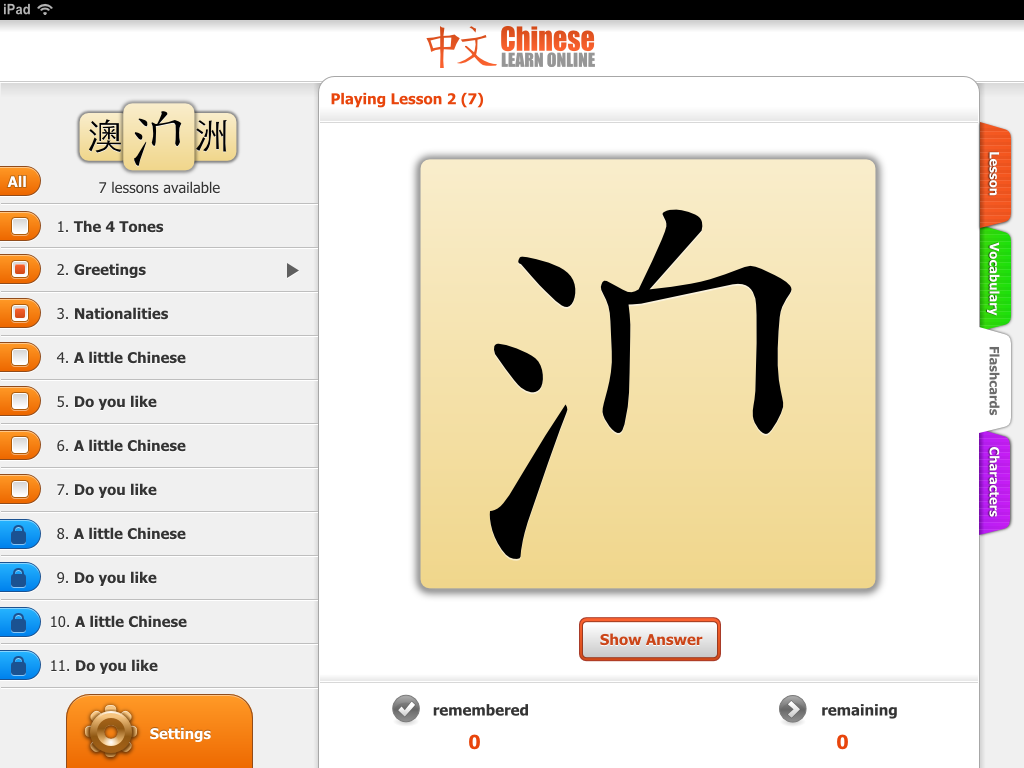 iPad
中文 Chinese
LEARN ONLINE
澳 洲
7 lessons available
All
1. The 4 Tones
2. Greetings
3. Nationalities
4. A little Chinese
5. Do you like
6. A little Chinese
7. Do you like
8. A little Chinese
9. Do you like
10. A little Chinese
11. Do you like
Settings
Playing Lesson 2 (7)
Show Answer
remembered
0
remaining
0
Lesson
Vocabulary
Flashcards
Characters